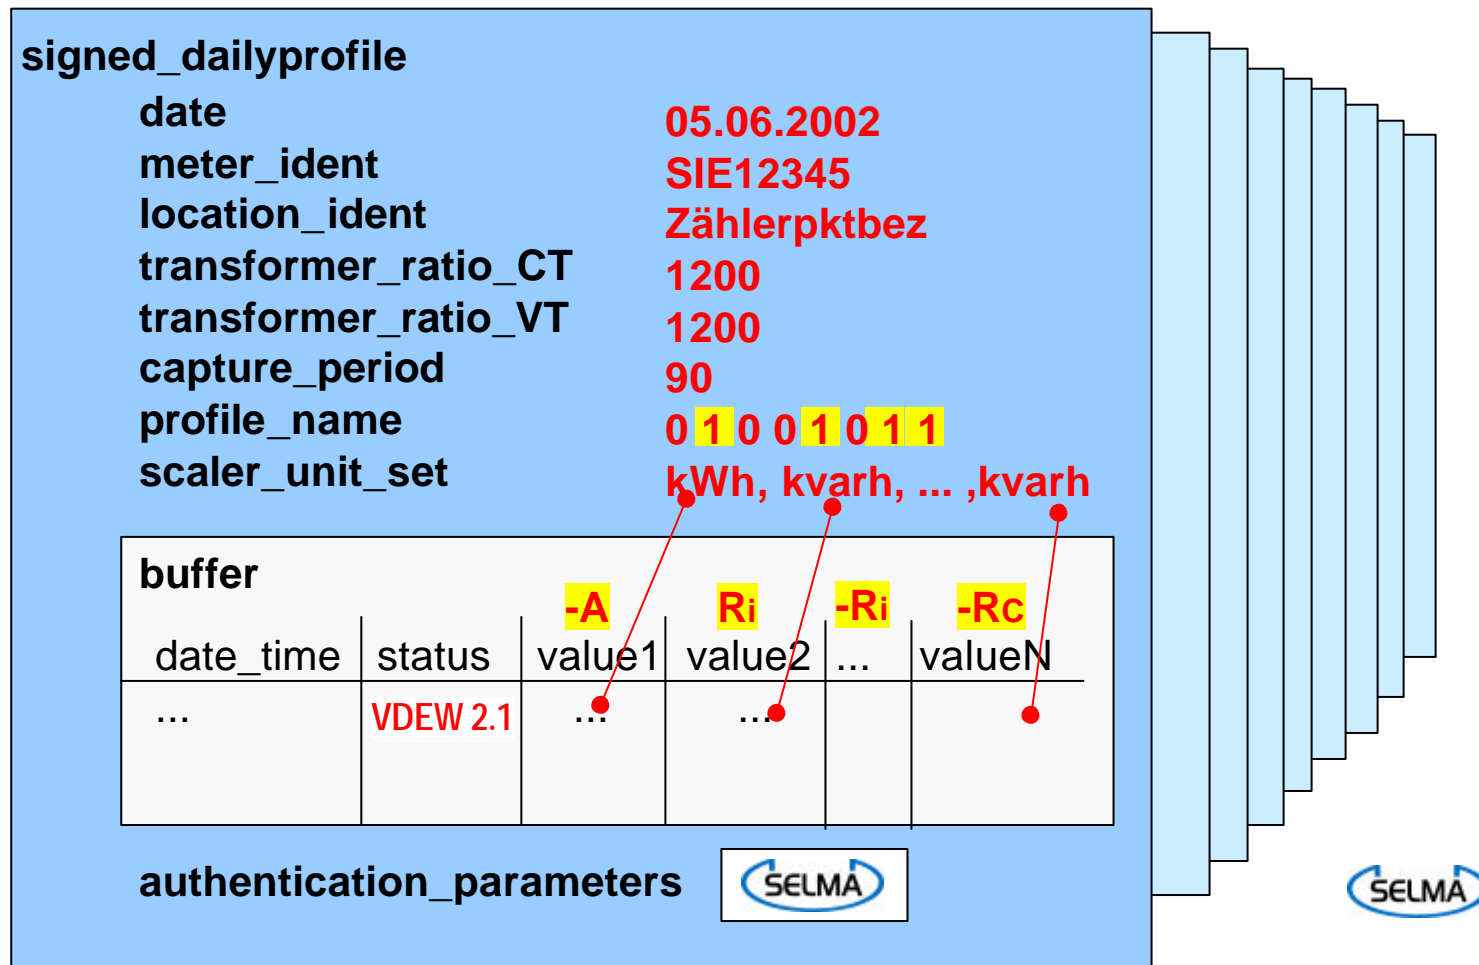 signed_dailyprofile
date 05.06.2002
meter_ident SIE12345
location_ident Zählerpktbez
transformer_ratio_CT 1200
transformer_ratio_VT 1200
capture_period 90
profile_name 0 1 0 0 1 0 1 1
scaler_unit_set kWh, kvarh, ... ,kvarh
buffer
-A Ri -Ri -RC
date_time status value1 value2 ... valueN
... VDEW 2.1 ... ...
authentication_parameters SELMA
SELMA